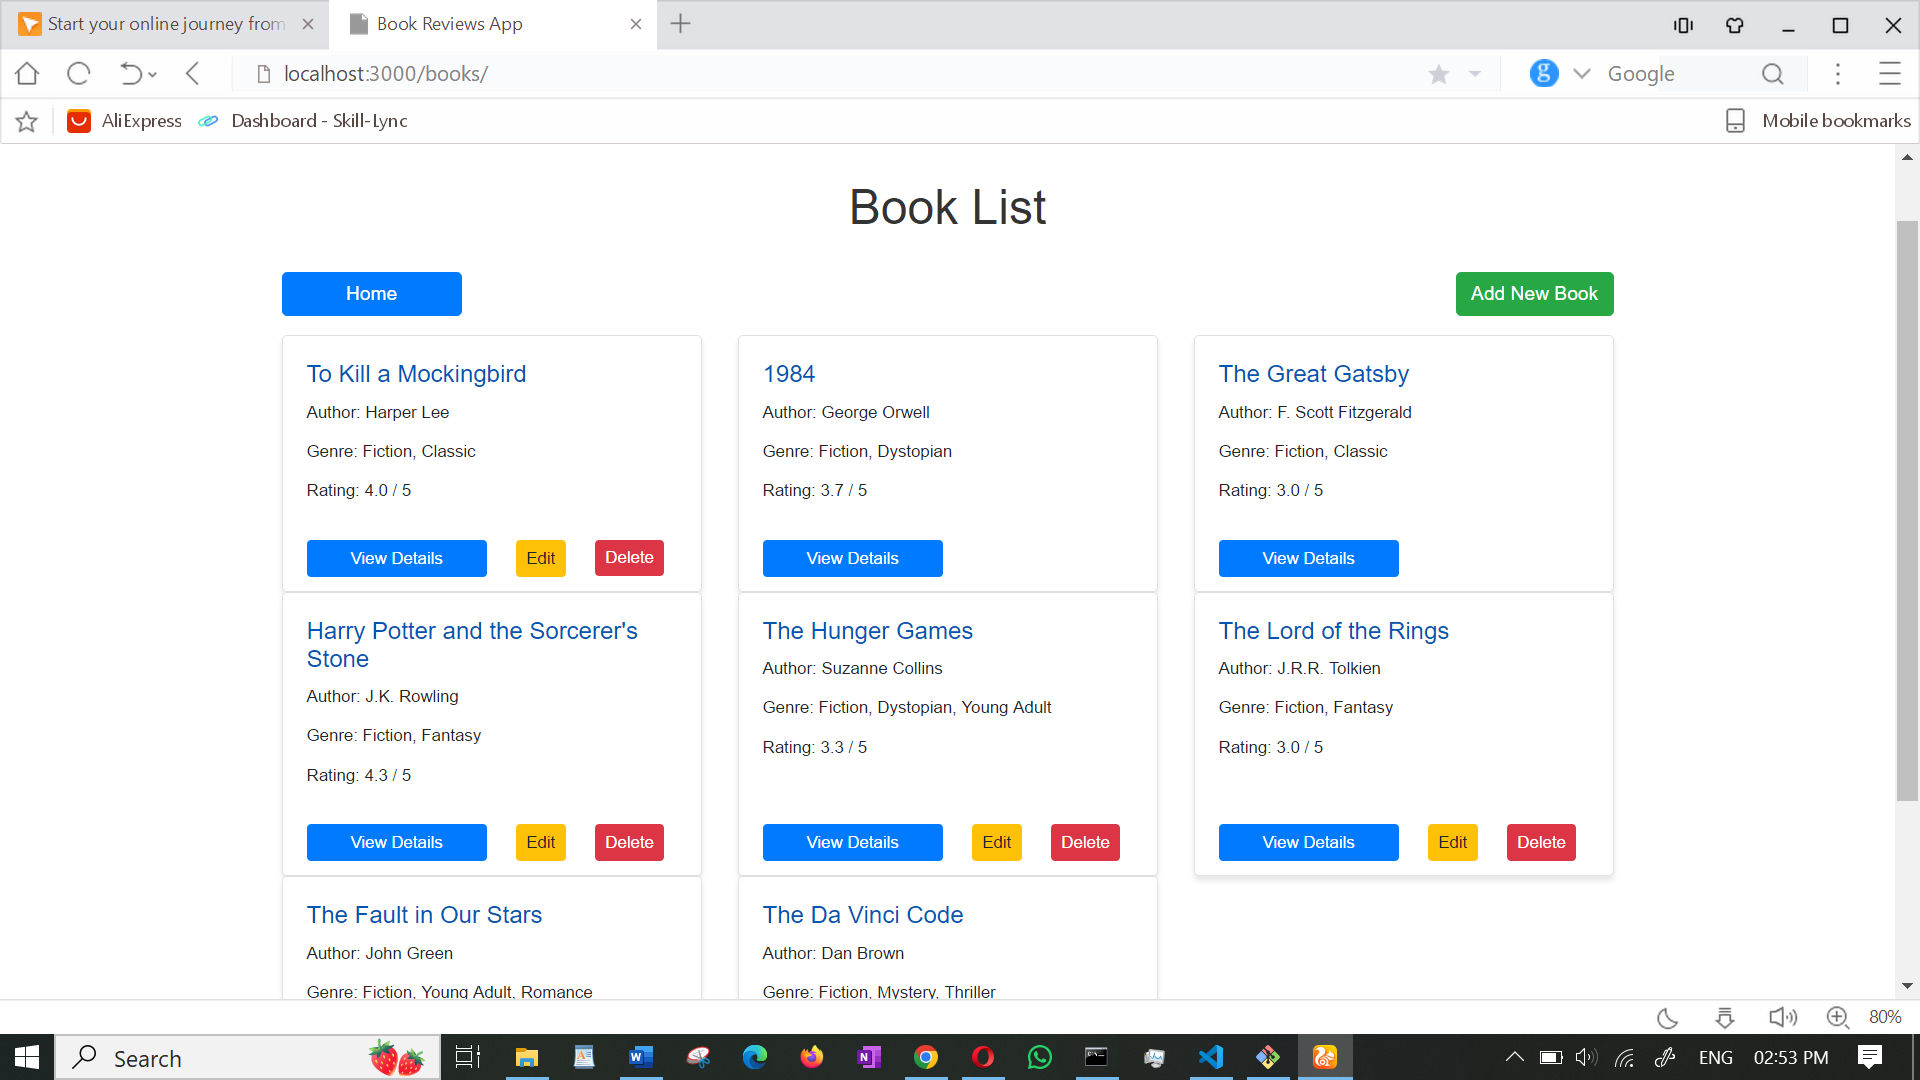 Start your online journey from
Book Reviews App
localhost:3000/books/
Google
AliExpress
Dashboard - Skill-Lync
Mobile bookmarks
Book List
Home
Add New Book
To Kill a Mockingbird
Author: Harper Lee
Genre: Fiction, Classic
Rating: 4.0 / 5
View Details
Edit
Delete
1984
Author: George Orwell
Genre: Fiction, Dystopian
Rating: 3.7 / 5
View Details
The Great Gatsby
Author: F. Scott Fitzgerald
Genre: Fiction, Classic
Rating: 3.0 / 5
View Details
Harry Potter and the Sorcerer's
Stone
Author: J.K. Rowling
Genre: Fiction, Fantasy
Rating: 4.3 / 5
View Details
Edit
Delete
The Hunger Games
Author: Suzanne Collins
Genre: Fiction, Dystopian, Young Adult
Rating: 3.3 / 5
View Details
Edit
Delete
The Lord of the Rings
Author: J.R.R. Tolkien
Genre: Fiction, Fantasy
Rating: 3.0 / 5
View Details
Edit
Delete
The Fault in Our Stars
Author: John Green
Genre: Fiction, Young Adult, Romance
The Da Vinci Code
Author: Dan Brown
Genre: Fiction, Mystery, Thriller
80%
Search
ENG
02:53 PM